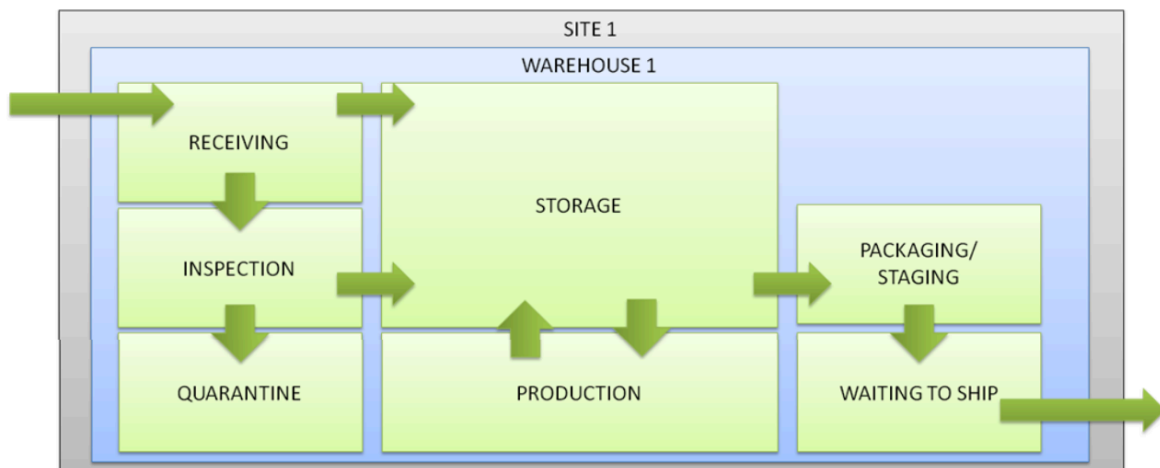 SITE 1
WAREHOUSE 1
RECEIVING
STORAGE
INSPECTION
PACKAGING/
STAGING
QUARANTINE
PRODUCTION
WAITING TO SHIP